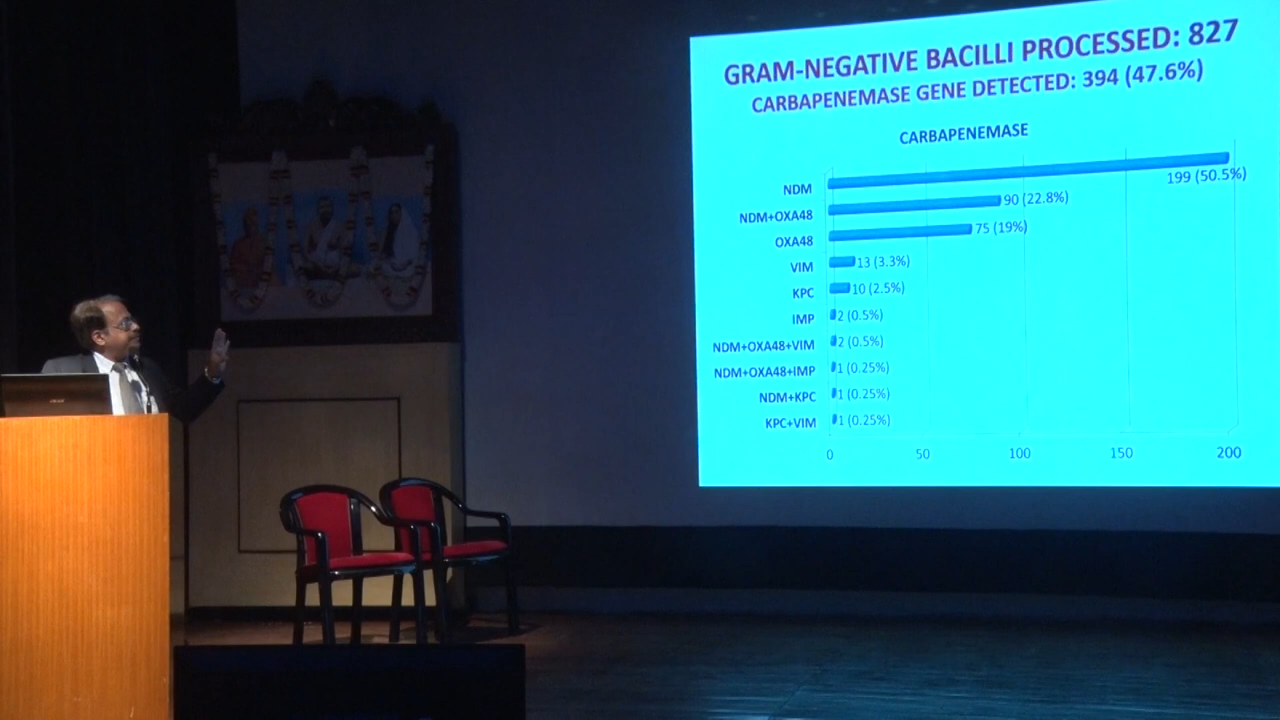 GRAM-NEGATIVE BACILLI PROCESSED: 827
CARBAPENEMASE GENE DETECTED: 394 (47.6%)
CARBAPENEMASE
NDM 199 (50.5%)
NDM+OXA48 90 (22.8%)
OXA48 75 (19%)
VIM 13 (3.3%)
KPC 10 (2.5%)
IMP 2 (0.5%)
NDM+OXA48+VIM 2 (0.5%)
NDM+OXA48+IMP 1 (0.25%)
NDM+KPC 1 (0.25%)
KPC+VIM 1 (0.25%)
0 50 100 150 200